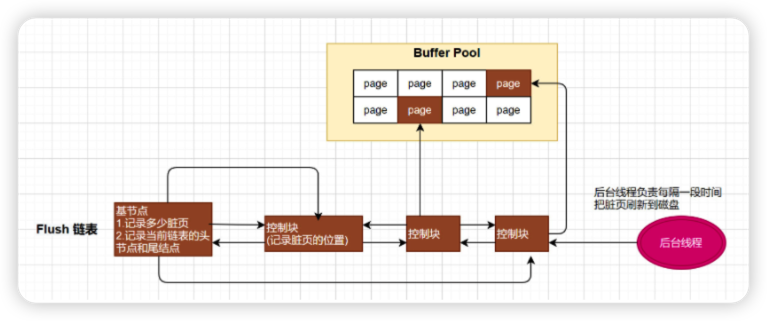 Buffer Pool
page page page page
page page page page
后台线程负责每隔一段时间
把脏页刷新到磁盘
Flush 链表
基节点
1.记录多少脏页
2.记录当前链表的头
节点和尾结点
控制块
(记录脏页的位置)
控制块
控制块
后台线程